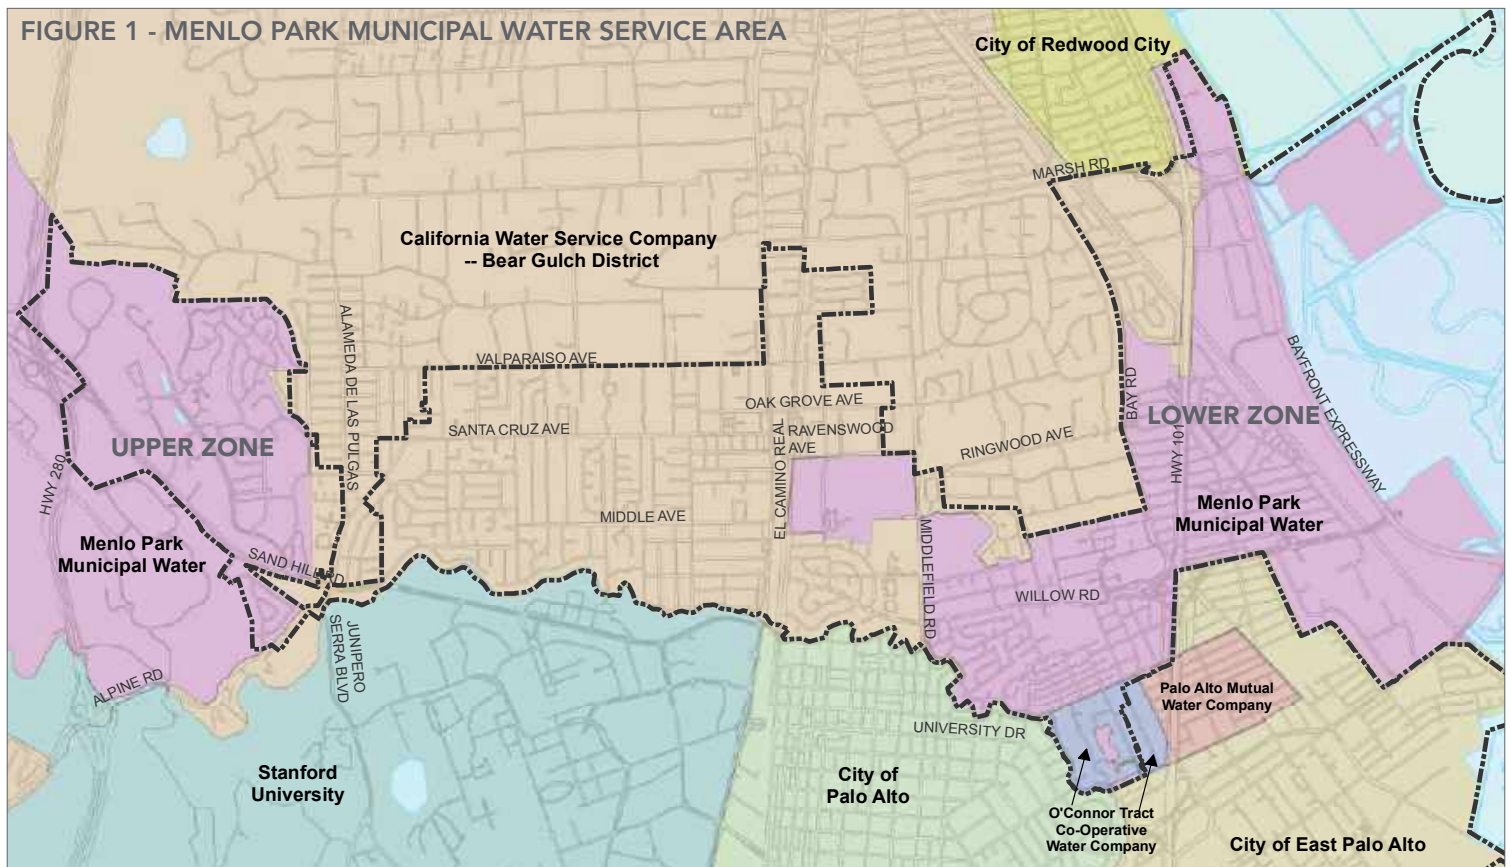 FIGURE 1 - MENLO PARK MUNICIPAL WATER SERVICE AREA
City of Redwood City
MARSH RD
California Water Service Company
-- Bear Gulch District
ALAMEDA DE LAS PULGAS
VALPARAISO AVE
BAYFRONT EXPRESSWAY
BAY RD
OAK GROVE AVE
LOWER ZONE
UPPER ZONE
SANTA CRUZ AVE
EL CAMINO REAL
RAVENSWOOD
AVE
RINGWOOD AVE
HWY 101
HWY 280
Menlo Park
Municipal Water
MIDDLE AVE
Menlo Park
Municipal Water
SAND HILL RD
MIDDLEFIELD RD
WILLOW RD
JUNIPERO
SERRA BLVD
ALPINE RD
Palo Alto Mutual
Water Company
UNIVERSITY DR
Stanford
University
City of
Palo Alto
O'Connor Tract
Co-Operative
Water Company
City of East Palo Alto